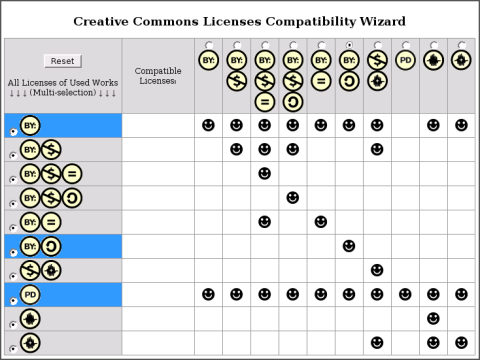 Creative Commons Licenses Compatibility Wizard
Reset
All Licenses of Used Works
↓ ↓ ↓ (Multi-selection) ↓ ↓ ↓
Compatible
Licenses:
BY: BY: $ BY: $ = BY: $ BY: = BY: $ PD
BY:
BY: $
BY: $ =
BY: $
BY: =
BY:
$
PD